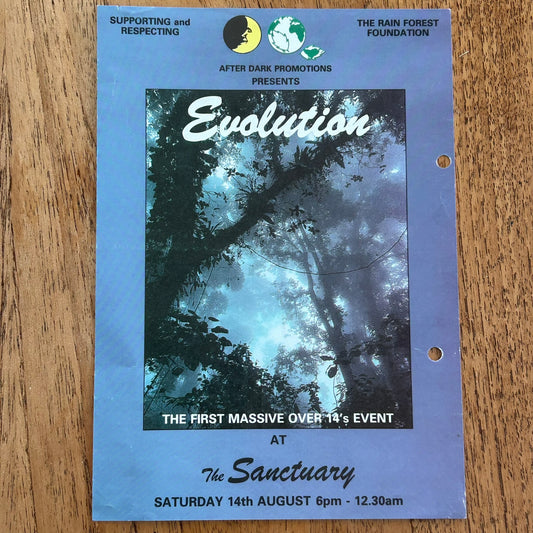 SUPPORTING and
RESPECTING
THE RAIN FOREST
FOUNDATION
AFTER DARK PROMOTIONS
PRESENTS
Evolution
THE FIRST MASSIVE OVER 14's EVENT
AT
The Sanctuary
SATURDAY 14th AUGUST 6pm - 12.30am